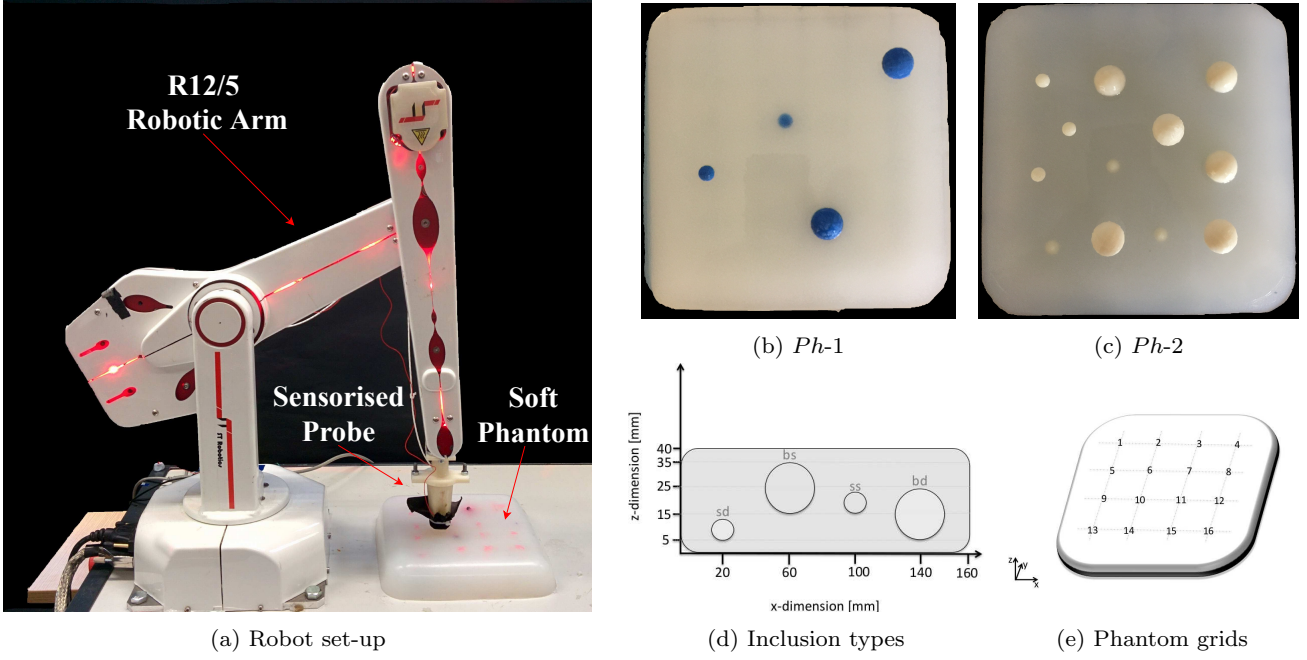 R12/5
Robotic Arm
Sensorised
Probe
Soft
Phantom
ST Robotics
(a) Robot set-up
(b) Ph-1
(c) Ph-2
z-dimension [mm]
40
35
25
15
5
sd
bs
ss
bd
20
60
100
140
160
x-dimension [mm]
(d) Inclusion types
1 2 3 4
5 6 7 8
9 10 11 12
13 14 15 16
z
y
x
(e) Phantom grids